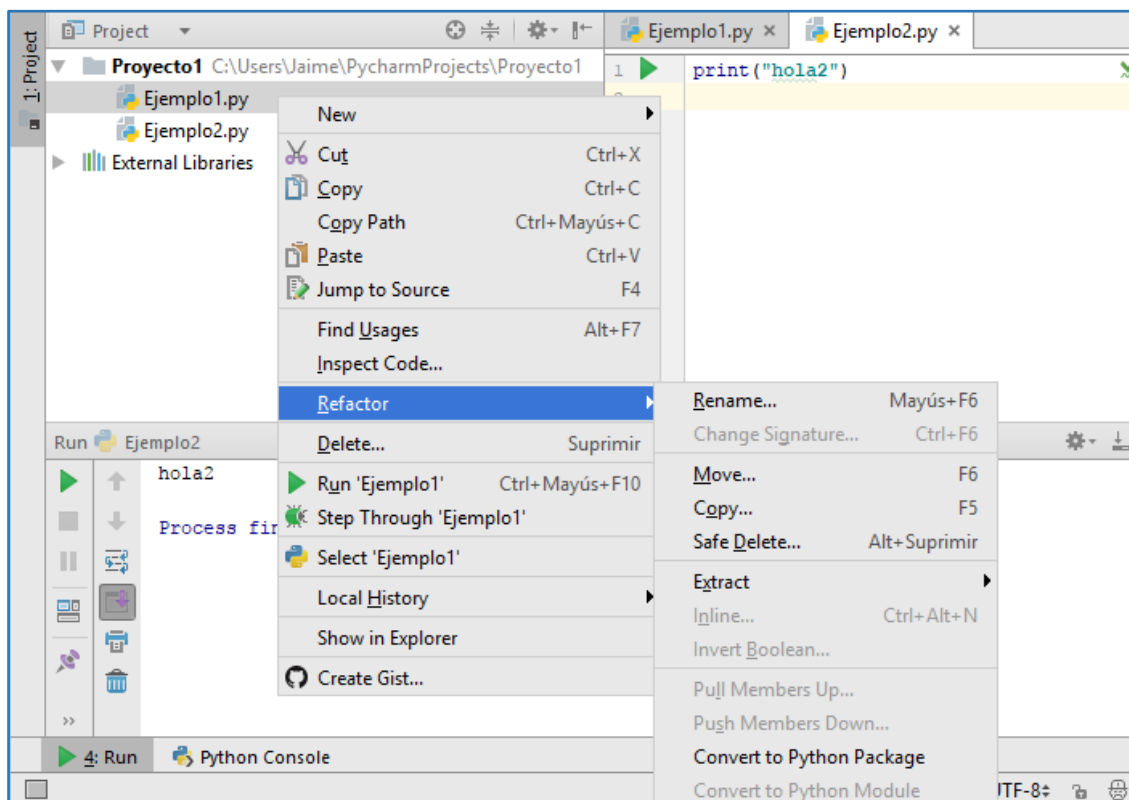 1: Project
Project
Proyecto1 C:\Users\Jaime\PycharmProjects\Proyecto1
Ejemplo1.py
Ejemplo2.py
External Libraries
Ejemplo1.py
Ejemplo2.py
1 print("hola2")
New
Cut Ctrl+X
Copy Ctrl+C
Copy Path Ctrl+Mayús+C
Paste Ctrl+V
Jump to Source F4
Find Usages Alt+F7
Inspect Code...
Refactor
Delete... Suprimir
Run 'Ejemplo1' Ctrl+Mayús+F10
Step Through 'Ejemplo1'
Select 'Ejemplo1'
Local History
Show in Explorer
Create Gist...
Rename... Mayús+F6
Change Signature... Ctrl+F6
Move... F6
Copy... F5
Safe Delete... Alt+Suprimir
Extract
Inline... Ctrl+Alt+N
Invert Boolean...
Pull Members Up...
Push Members Down...
Convert to Python Package
Convert to Python Module
Run Ejemplo2
hola2
Process fin
4: Run
Python Console
UTF-8